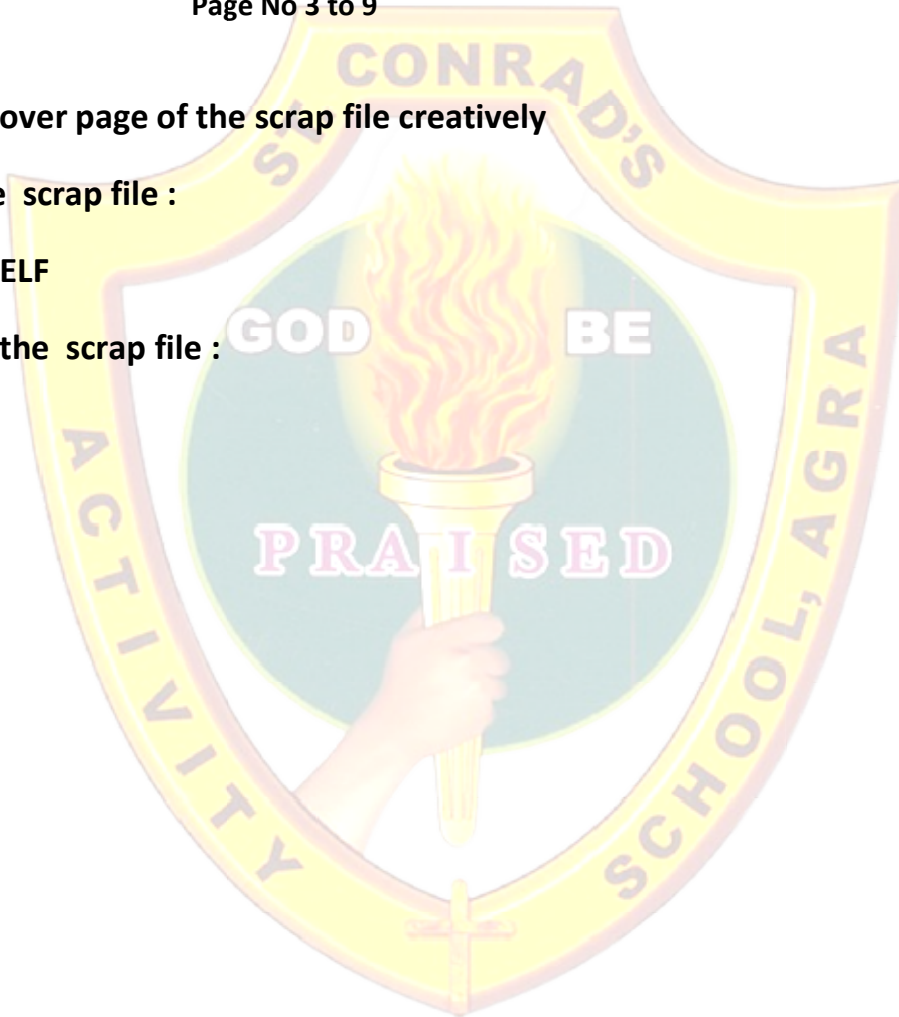 Page No 3 to 9
over page of the scrap file creatively
e scrap file :
ELF
the scrap file :
ST. CONRAD'S
GOD BE
PRAISED
ACTIVITY
SCHOOL, AGRA